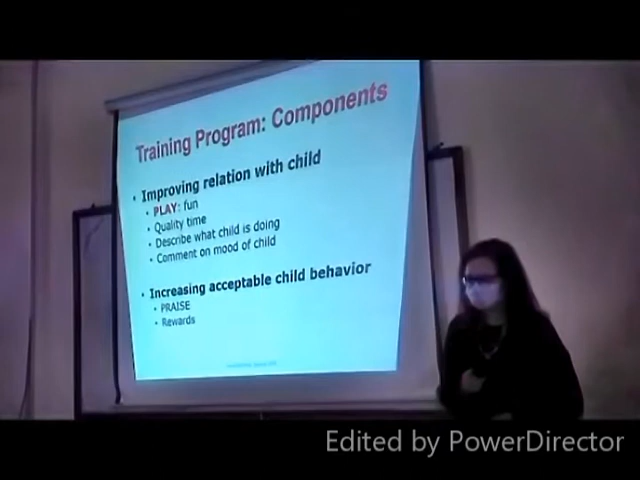 Training Program: Components
• Improving relation with child
• PLAY: fun
• Quality time
• Describe what child is doing
• Comment on mood of child
• Increasing acceptable child behavior
• PRAISE
• Rewards
Edited by PowerDirector